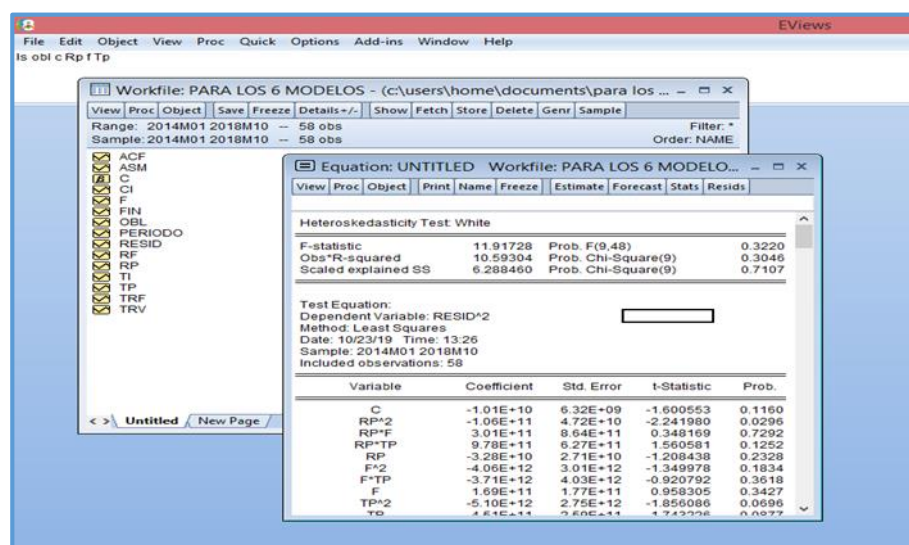 EViews
File Edit Object View Proc Quick Options Add-ins Window Help
ls obl c Rp f Tp
Workfile: PARA LOS 6 MODELOS - (c:\users\home\documents\para los ...
View Proc Object Save Freeze Details+/- Show Fetch Store Delete Genr Sample
Range: 2014M01 2018M10 -- 58 obs Filter: *
Sample: 2014M01 2018M10 -- 58 obs Order: NAME
ACF
ASM
C
CI
F
FIN
OBL
PERIODO
RESID
RF
RP
TI
TP
TRF
TRV
< > Untitled New Page
Equation: UNTITLED Workfile: PARA LOS 6 MODELO...
View Proc Object Print Name Freeze Estimate Forecast Stats Resids
Heteroskedasticity Test: White
F-statistic 11.91728 Prob. F(9,48) 0.3220
Obs*R-squared 10.59304 Prob. Chi-Square(9) 0.3046
Scaled explained SS 6.288460 Prob. Chi-Square(9) 0.7107
Test Equation:
Dependent Variable: RESID^2
Method: Least Squares
Date: 10/23/19 Time: 13:26
Sample: 2014M01 2018M10
Included observations: 58
Variable Coefficient Std. Error t-Statistic Prob.
C -1.01E+10 6.32E+09 -1.600553 0.1160
RP^2 -1.06E+11 4.72E+10 -2.241980 0.0296
RP*F 3.01E+11 8.64E+11 0.348169 0.7292
RP*TP 9.78E+11 6.27E+11 1.560581 0.1252
RP -3.28E+10 2.71E+10 -1.208438 0.2328
F^2 -4.06E+12 3.01E+12 -1.349978 0.1834
F*TP -3.71E+12 4.03E+12 -0.920792 0.3618
F 1.69E+11 1.77E+11 0.958305 0.3427
TP^2 -5.10E+12 2.75E+12 -1.856086 0.0696
TP 4.51E+11 2.59E+11 1.743226 0.0877